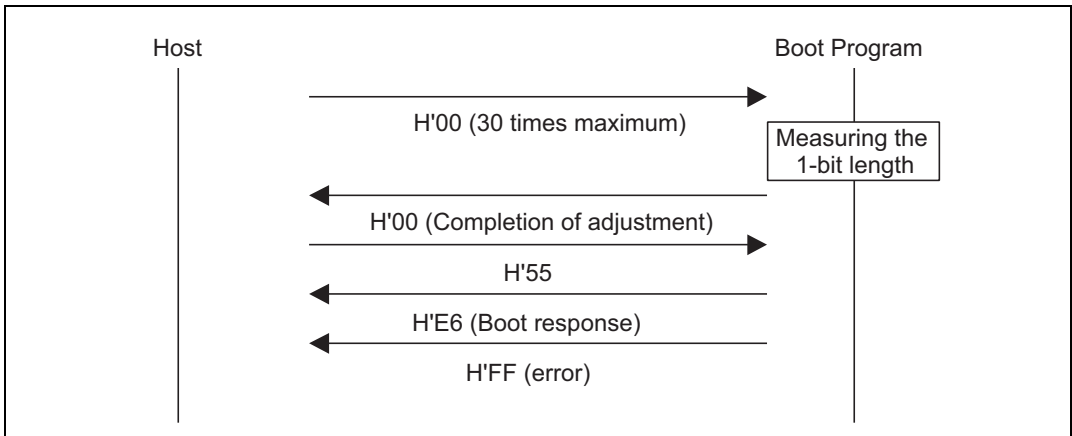 Host
Boot Program
H'00 (30 times maximum)
Measuring the
1-bit length
H'00 (Completion of adjustment)
H'55
H'E6 (Boot response)
H'FF (error)